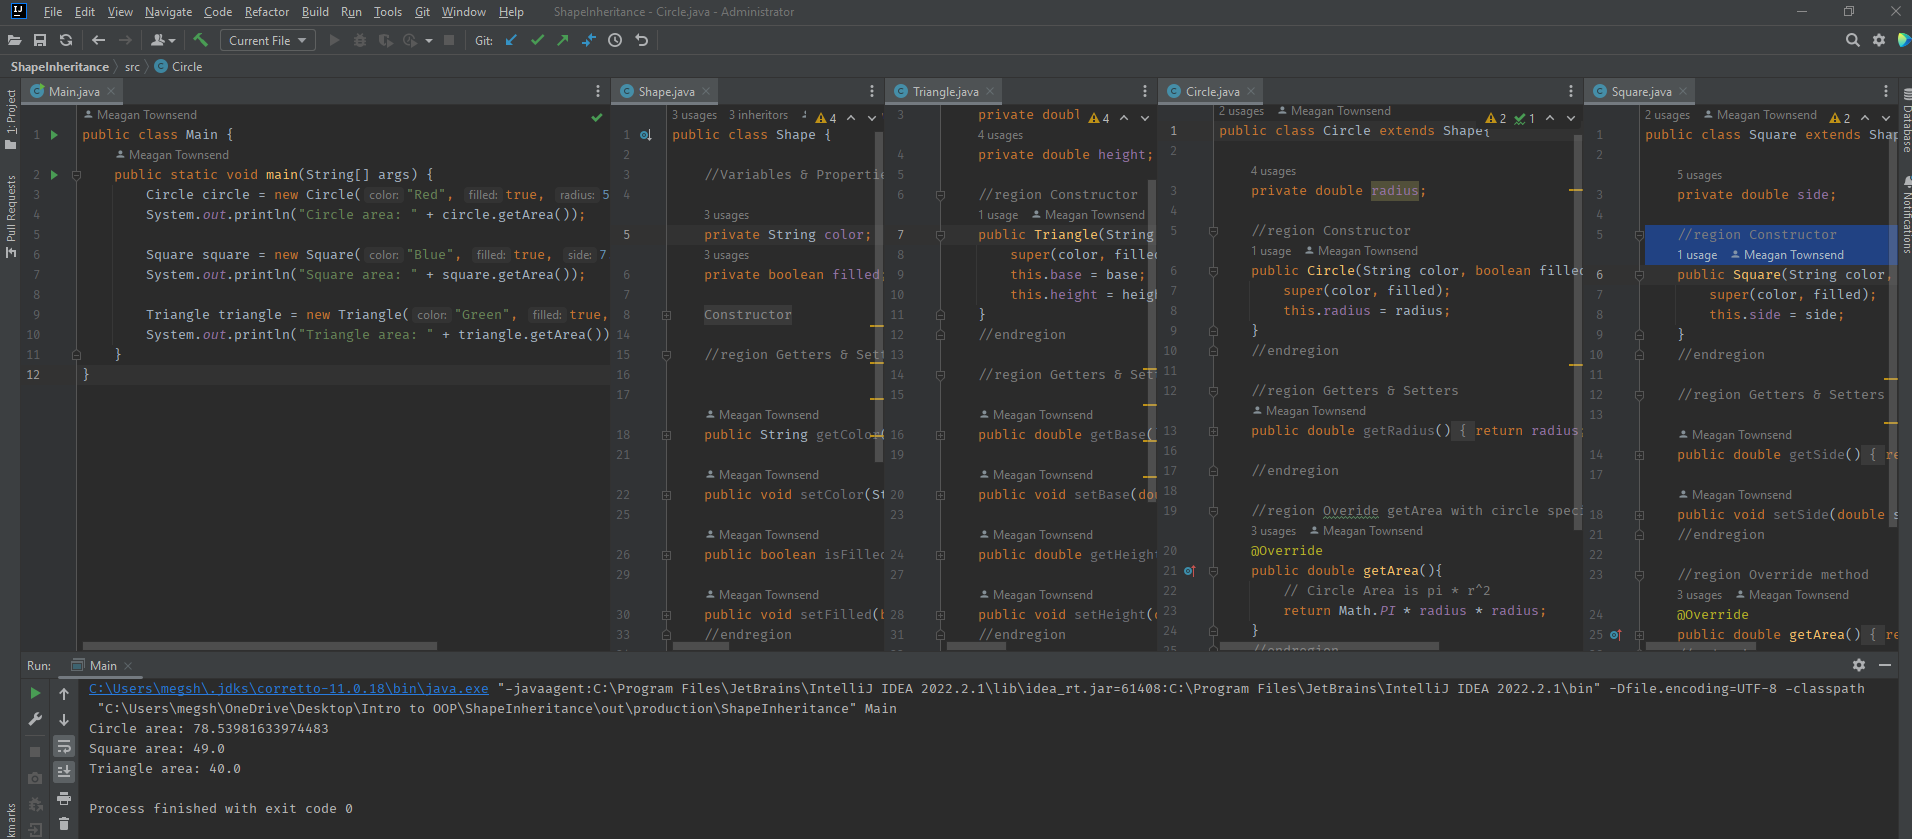 File Edit View Navigate Code Refactor Build Run Tools Git Window Help ShapeInheritance - Circle.java - Administrator
Current File Git:
ShapeInheritance src Circle
1: Project
Pull Requests
Main.java
Meagan Townsend
1 public class Main {
Meagan Townsend
2 public static void main(String[] args) {
3 Circle circle = new Circle( color: "Red", filled: true, radius: 5
4 System.out.println("Circle area: " + circle.getArea());
5
6 Square square = new Square( color: "Blue", filled: true, side: 7
7 System.out.println("Square area: " + square.getArea());
8
9 Triangle triangle = new Triangle( color: "Green", filled: true,
10 System.out.println("Triangle area: " + triangle.getArea())
11 }
12 }
Shape.java
3 usages 3 inheritors 4
1 public class Shape {
2
3 //Variables & Propertie
4
3 usages
5 private String color;
3 usages
6 private boolean filled;
7
8 Constructor
14
15 //region Getters & Set
16
17
Meagan Townsend
18 public String getColor(
21
Meagan Townsend
22 public void setColor(St
25
Meagan Townsend
26 public boolean isFilled
29
Meagan Townsend
30 public void setFilled(b
33 //endregion
Triangle.java
3 private doubl 4
4 usages
4 private double height;
5
6 //region Constructor
1 usage Meagan Townsend
7 public Triangle(String
8 super(color, filled
9 this.base = base;
10 this.height = heigh
11 }
12 //endregion
13
14 //region Getters & Set
15
Meagan Townsend
16 public double getBase(
19
Meagan Townsend
20 public void setBase(dou
23
Meagan Townsend
24 public double getHeight
27
Meagan Townsend
28 public void setHeight(d
31 //endregion
Circle.java
2 usages Meagan Townsend 2 1
1 public class Circle extends Shape{
2
4 usages
3 private double radius;
4
5 //region Constructor
1 usage Meagan Townsend
6 public Circle(String color, boolean filled
7 super(color, filled);
8 this.radius = radius;
9 }
10 //endregion
11
12 //region Getters & Setters
Meagan Townsend
13 public double getRadius() { return radius;
16
17 //endregion
18
19 //region Overide getArea with circle speci
3 usages Meagan Townsend
20 @Override
21 public double getArea(){
22 // Circle Area is pi * r^2
23 return Math.PI * radius * radius;
24 }
25 //endregion
Square.java
2 usages Meagan Townsend 2
1 public class Square extends Shap
2
5 usages
3 private double side;
4
5 //region Constructor
1 usage Meagan Townsend
6 public Square(String color,
7 super(color, filled);
8 this.side = side;
9 }
10 //endregion
11
12 //region Getters & Setters
13
Meagan Townsend
14 public double getSide() { re
17
Meagan Townsend
18 public void setSide(double s
21 //endregion
22
23 //region Override method
3 usages Meagan Townsend
24 @Override
25 public double getArea() { re
Database
Notifications
Run: Main
C:\Users\megsh\.jdks\corretto-11.0.18\bin\java.exe "-javaagent:C:\Program Files\JetBrains\IntelliJ IDEA 2022.2.1\lib\idea_rt.jar=61408:C:\Program Files\JetBrains\IntelliJ IDEA 2022.2.1\bin" -Dfile.encoding=UTF-8 -classpath
"C:\Users\megsh\OneDrive\Desktop\Intro to OOP\ShapeInheritance\out\production\ShapeInheritance" Main
Circle area: 78.53981633974483
Square area: 49.0
Triangle area: 40.0
Process finished with exit code 0
kmarks